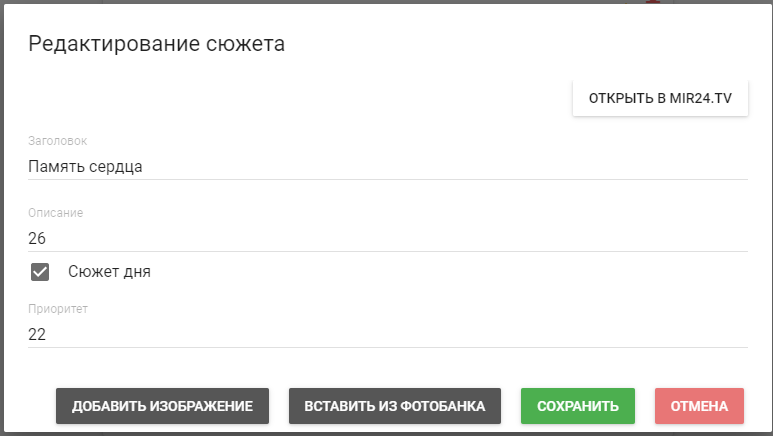 Редактирование сюжета
ОТКРЫТЬ В MIR24.TV
Заголовок
Память сердца
Описание
26
Сюжет дня
Приоритет
22
ДОБАВИТЬ ИЗОБРАЖЕНИЕ ВСТАВИТЬ ИЗ ФОТОБАНКА СОХРАНИТЬ ОТМЕНА